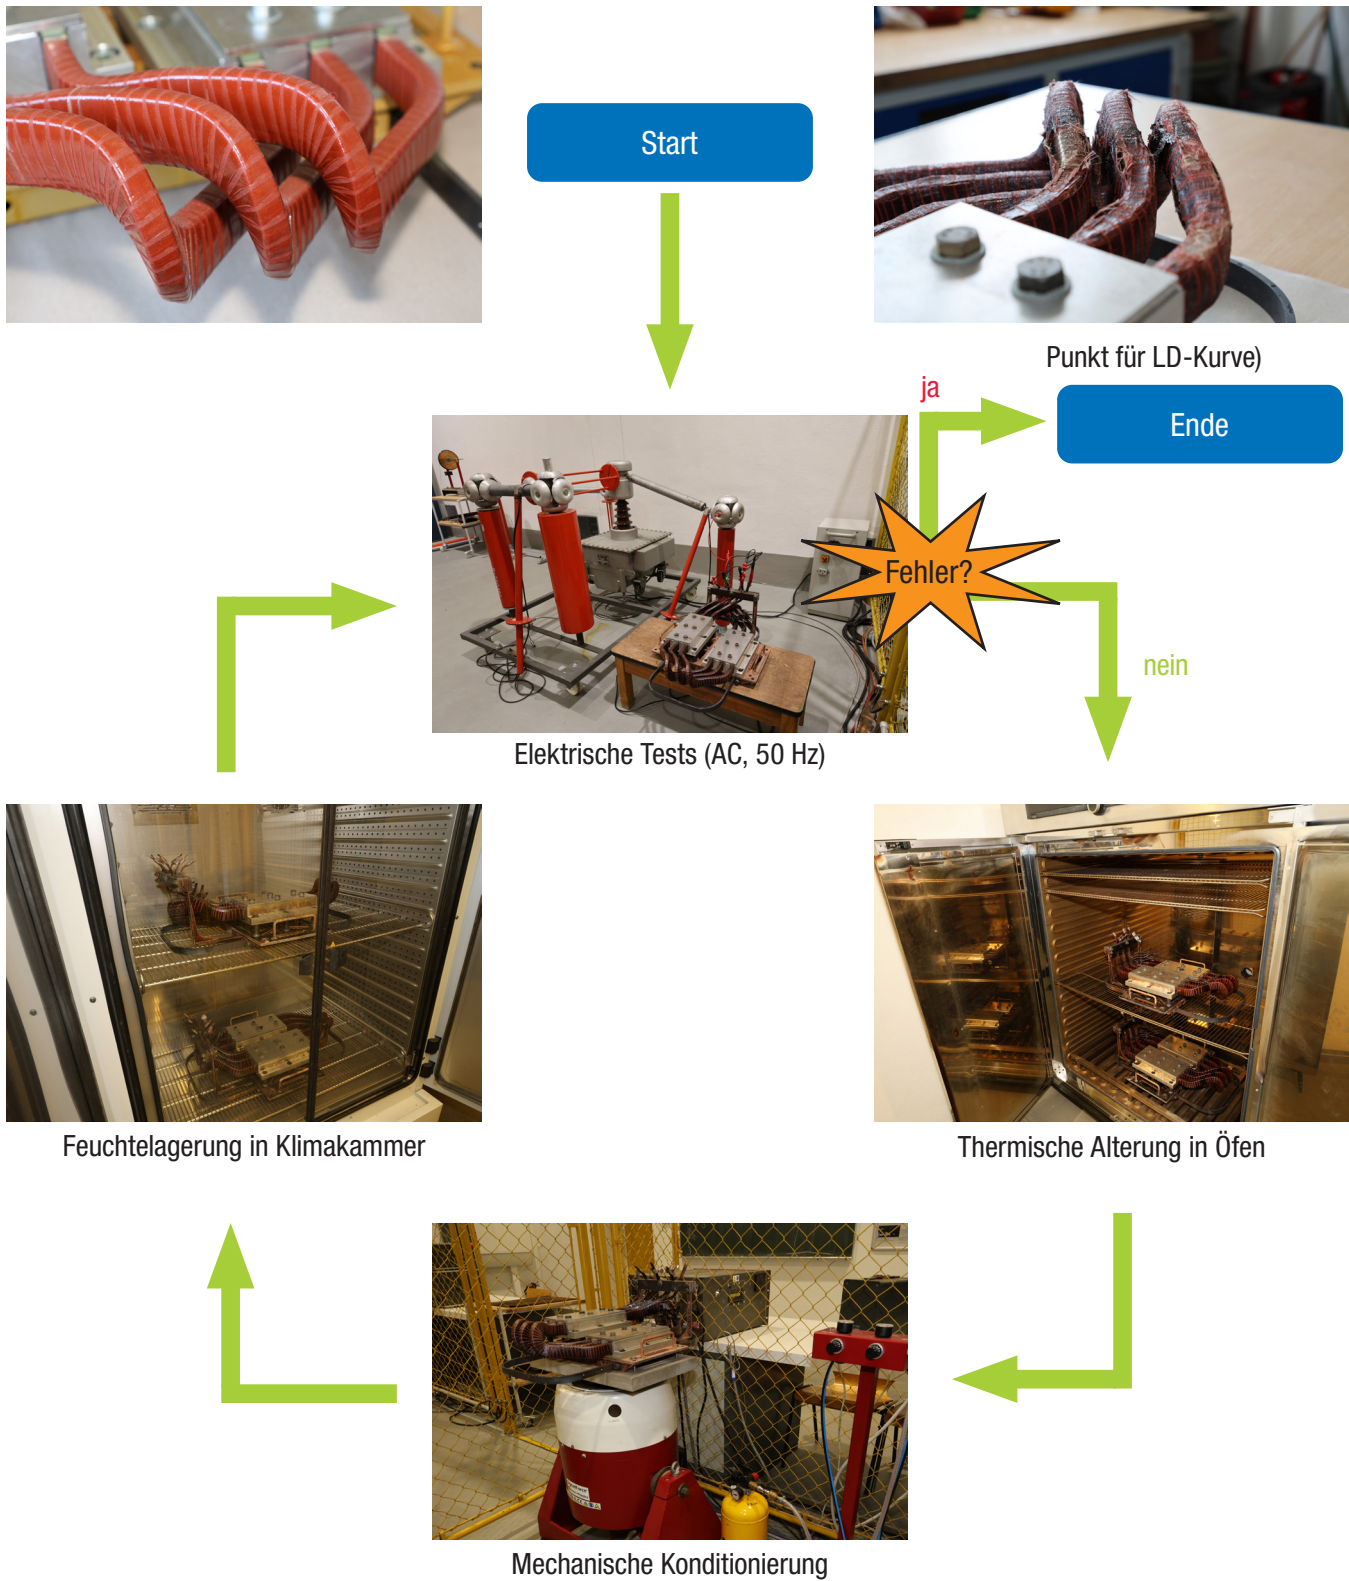 Start
Punkt für LD-Kurve)
ja
Ende
Fehler?
nein
Elektrische Tests (AC, 50 Hz)
Feuchtelagerung in Klimakammer
Thermische Alterung in Öfen
Mechanische Konditionierung